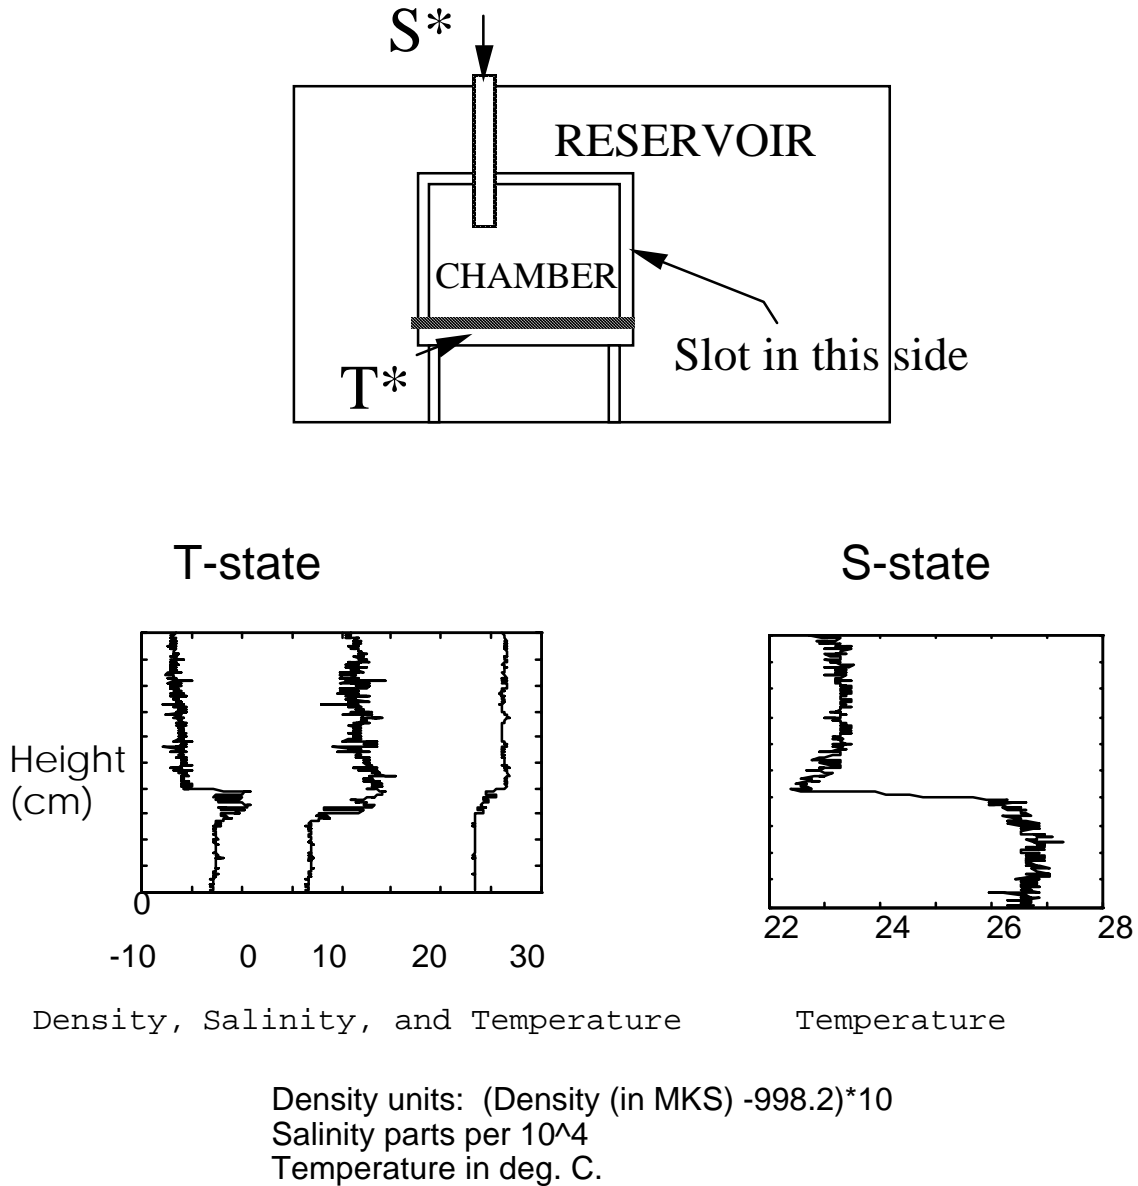 S*
RESERVOIR
CHAMBER
Slot in this side
T*
T-state
S-state
Height
(cm)
0
-10 0 10 20 30
22 24 26 28
Density, Salinity, and Temperature
Temperature
Density units: (Density (in MKS) -998.2)*10
Salinity parts per 10^4
Temperature in deg. C.